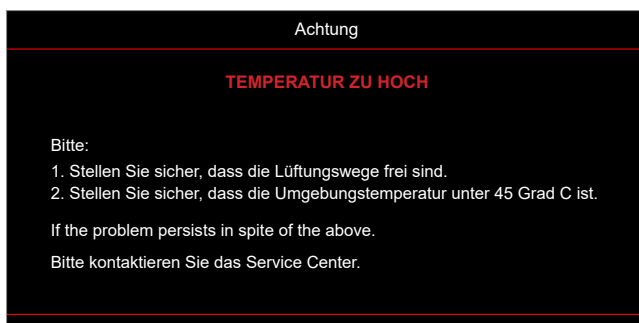 Achtung
TEMPERATUR ZU HOCH
Bitte:
1. Stellen Sie sicher, dass die Lüftungswege frei sind.
2. Stellen Sie sicher, dass die Umgebungstemperatur unter 45 Grad C ist.
If the problem persists in spite of the above.
Bitte kontaktieren Sie das Service Center.